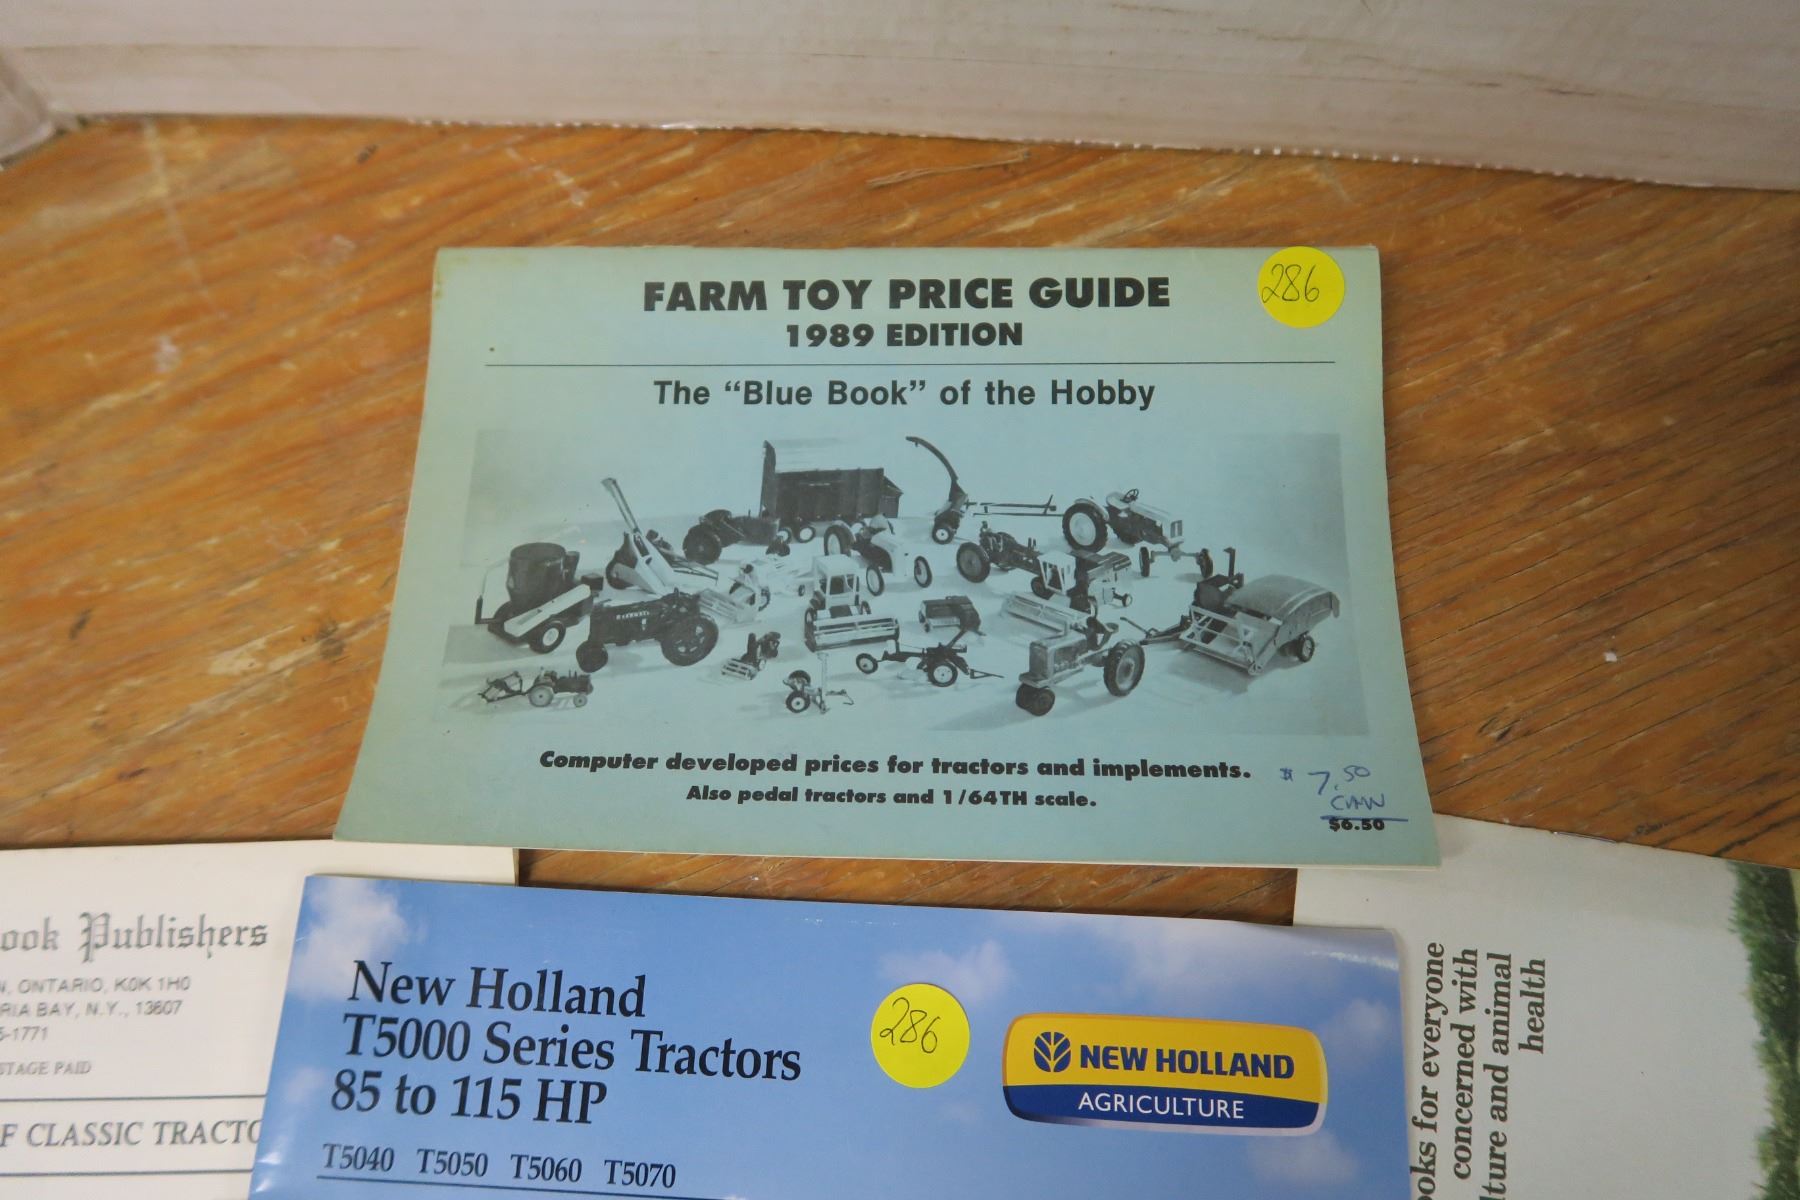 FARM TOY PRICE GUIDE
1989 EDITION
286
The “Blue Book” of the Hobby
Computer developed prices for tractors and implements.
Also pedal tractors and 1/64TH scale.
$7.50
$6.50
ook Publishers
, ONTARIO, K0K 1H0
RIA BAY, N.Y., 13607
-1771
STAGE PAID
F CLASSIC TRACTO
New Holland
T5000 Series Tractors
85 to 115 HP
T5040 T5050 T5060 T5070
286
NEW HOLLAND
AGRICULTURE
ooks for everyone
concerned with
lture and animal
health